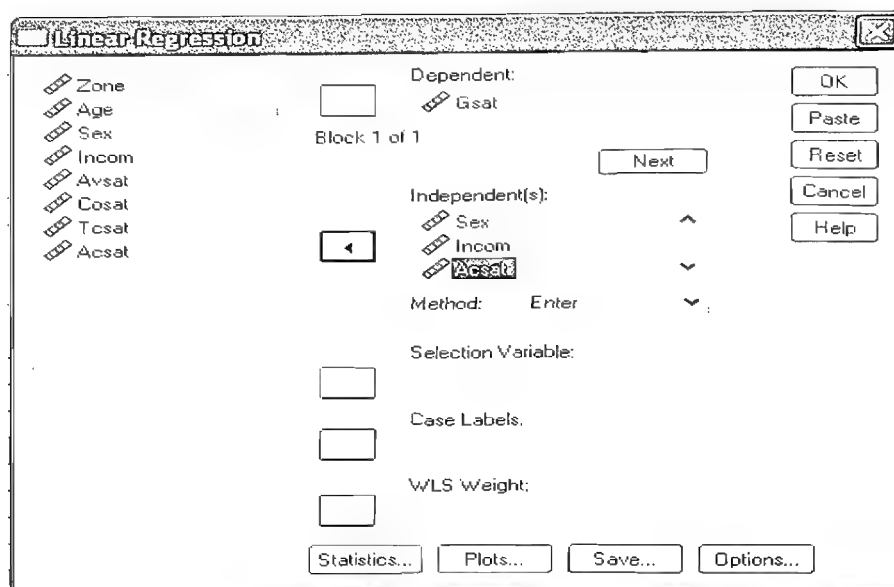 Linear Regression
Zone
Age
Sex
Incom
Avsat
Cosat
Tcsat
Acsat
Block 1 of 1
Dependent:
Gsat
Next
Independent(s):
Sex
Incom
Acsat
Method: Enter
Selection Variable:
Case Labels.
WLS Weight:
OK
Paste
Reset
Cancel
Help
Statistics...
Plots...
Save...
Options...